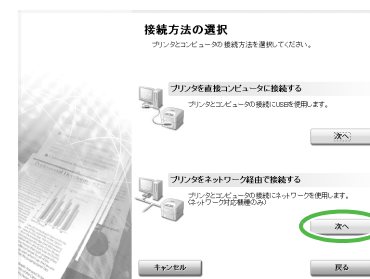 接続方法の選択
プリンタとコンピュータの接続方法を選択してください。
プリンタを直接コンピュータに接続する
プリンタとコンピュータの接続にUSBを使用します。
次へ
プリンタをネットワーク経由で接続する
プリンタとコンピュータの接続にネットワークを使用します。
(ネットワーク対応機種のみ)
次へ
キャンセル
戻る